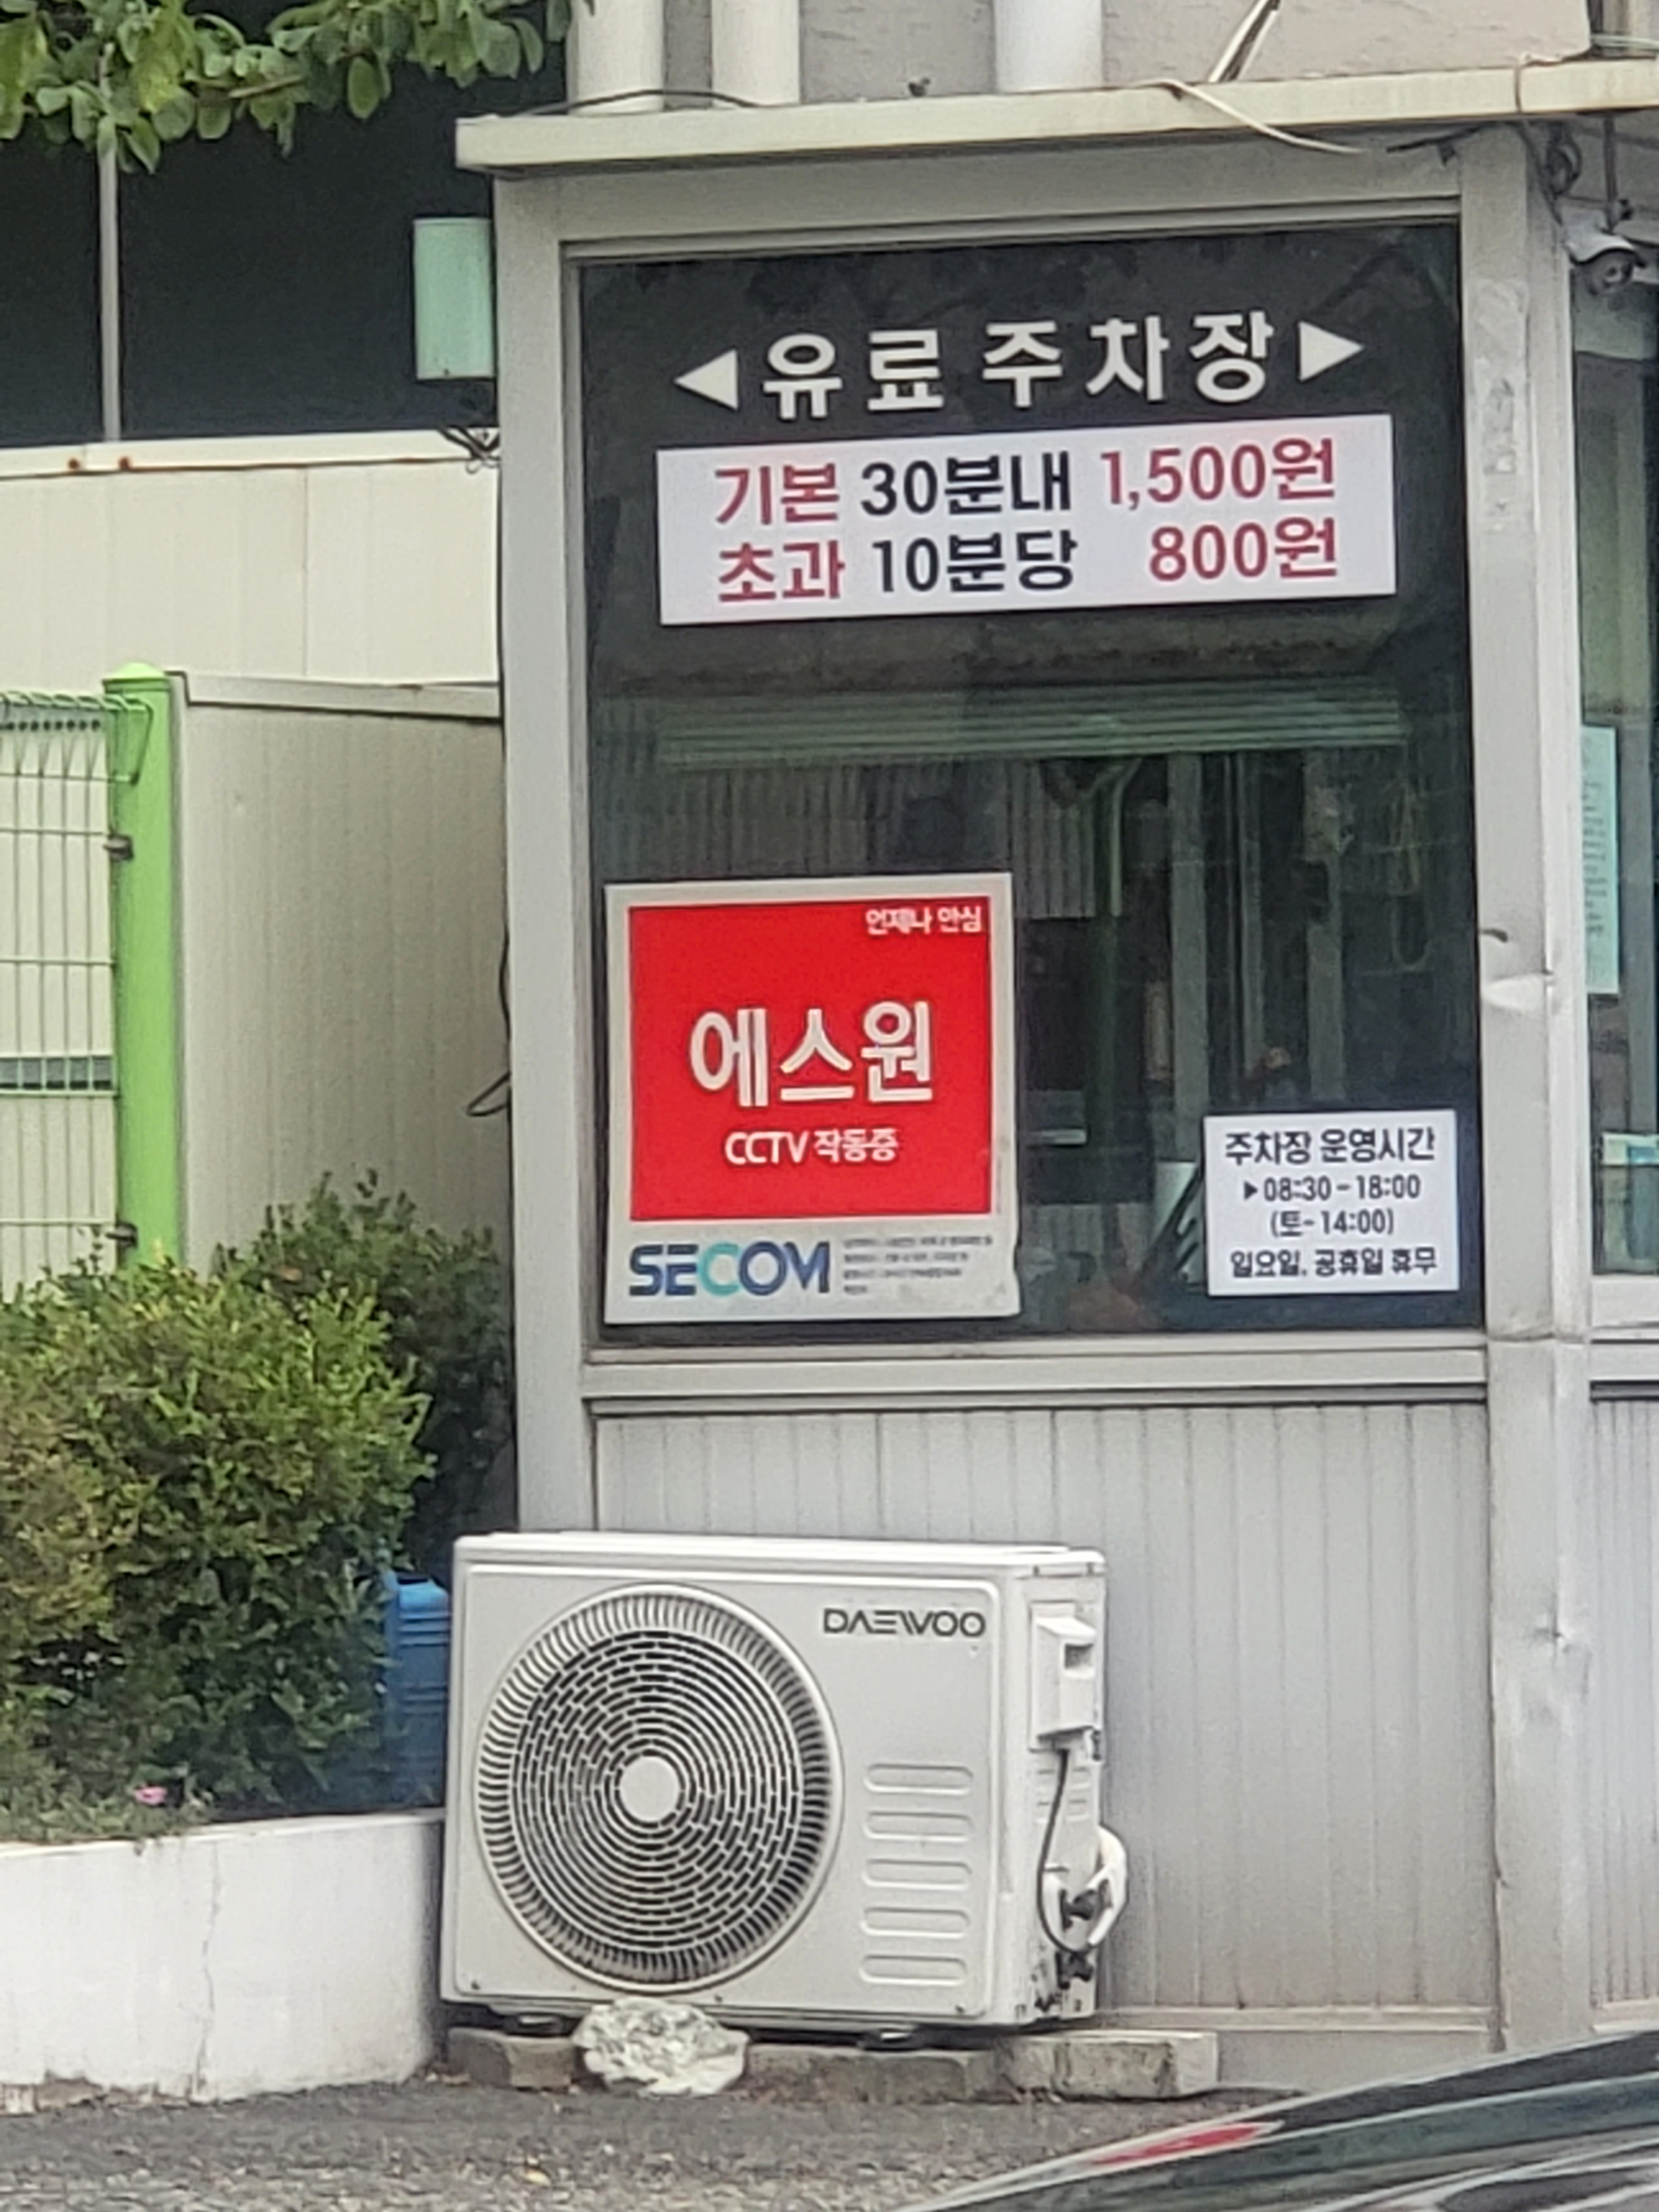 ◀유료 주차장▶
기본 30분내 1,500원
초과 10분당 800원
언제나 안심
에스원
CCTV 작동중
SECOM
주차장 운영시간
▶08:30-18:00
(토-14:00)
일요일, 공휴일 휴무
DAEWOO